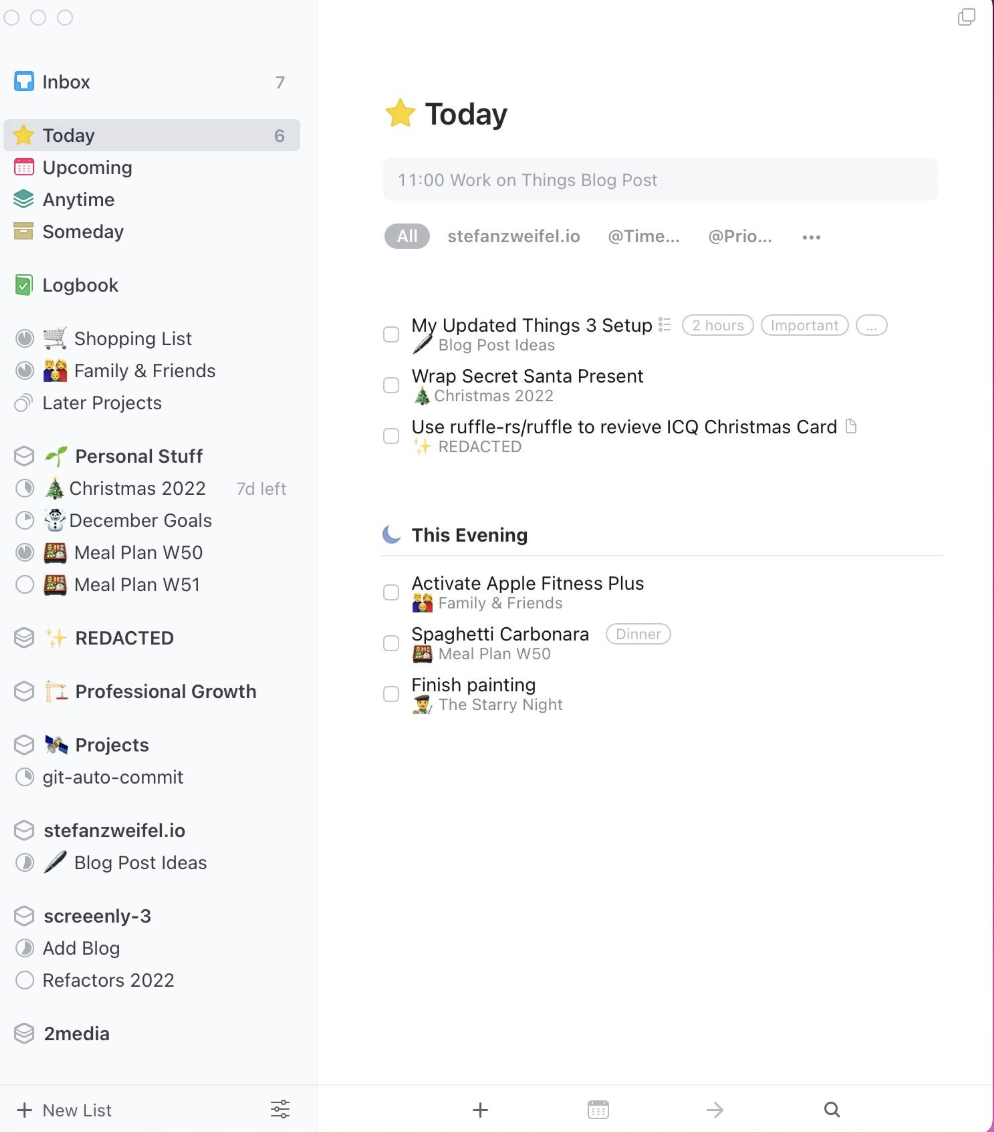 Inbox 7
Today 6
Upcoming
Anytime
Someday
Logbook
Shopping List
Family & Friends
Later Projects
Personal Stuff
Christmas 2022 7d left
December Goals
Meal Plan W50
Meal Plan W51
REDACTED
Professional Growth
Projects
git-auto-commit
stefanzweifel.io
Blog Post Ideas
screeenly-3
Add Blog
Refactors 2022
2media
New List
Today
11:00 Work on Things Blog Post
All stefanzweifel.io @Time... @Prio... •••
My Updated Things 3 Setup 2 hours Important ...
Blog Post Ideas
Wrap Secret Santa Present
Christmas 2022
Use ruffle-rs/ruffle to revieve ICQ Christmas Card
REDACTED
This Evening
Activate Apple Fitness Plus
Family & Friends
Spaghetti Carbonara Dinner
Meal Plan W50
Finish painting
The Starry Night